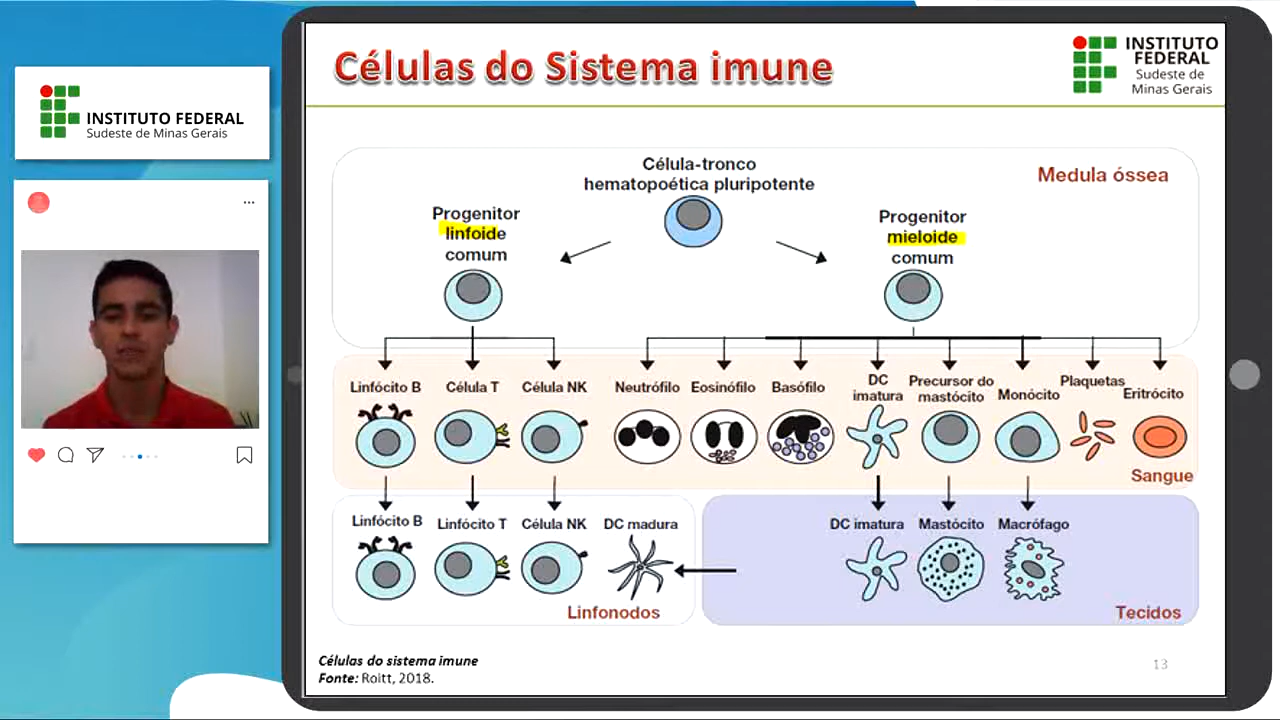 INSTITUTO FEDERAL
Sudeste de Minas Gerais
Células do Sistema imune
INSTITUTO
FEDERAL
Sudeste de
Minas Gerais
Célula-tronco
hematopoética pluripotente
Medula óssea
Progenitor
linfoide
comum
Progenitor
mieloide
comum
Linfócito B
Célula T
Célula NK
Neutrófilo
Eosinófilo
Basófilo
DC
imatura
Precursor do
mastócito
Monócito
Plaquetas
Eritrócito
Sangue
Linfócito B
Linfócito T
Célula NK
DC madura
Linfonodos
DC imatura
Mastócito
Macrófago
Tecidos
Células do sistema imune
Fonte: Roitt, 2018.
13